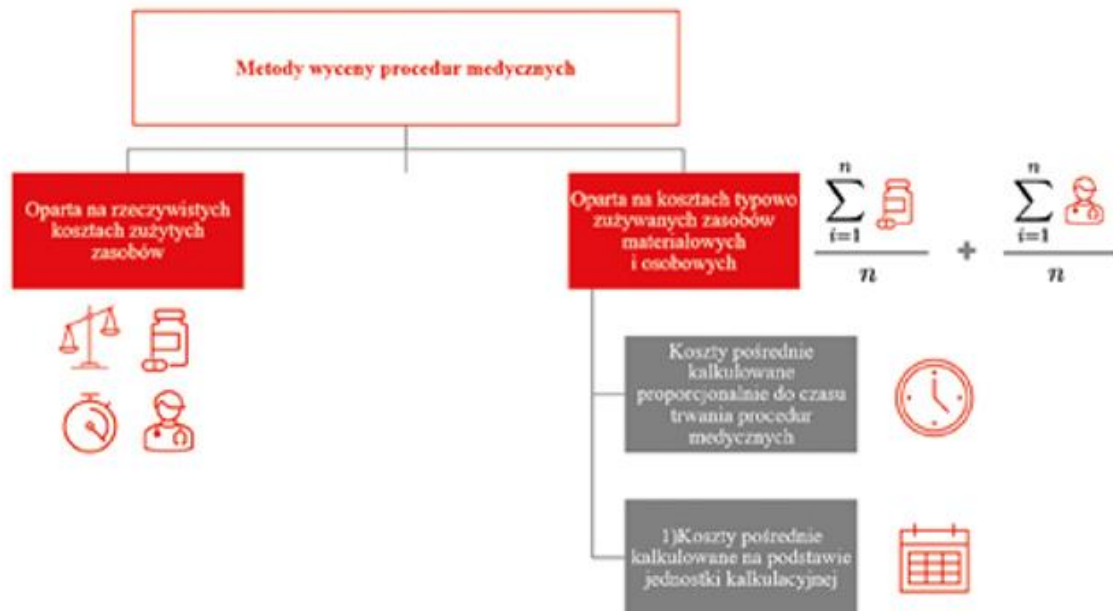 Metody wyceny procedur medycznych
Oparta na rzeczywistych
kosztach zużytych
zasobów
Oparta na kosztach typowo
zużywanych zasobów
materiałowych
i osobowych
n
∑
i=1
n
+
n
∑
i=1
n
Koszty pośrednie
kalkulowane
proporcjonalnie do czasu
trwania procedur
medycznych
1)Koszty pośrednie
kalkulowane na podstawie
jednostki kalkulacyjnej